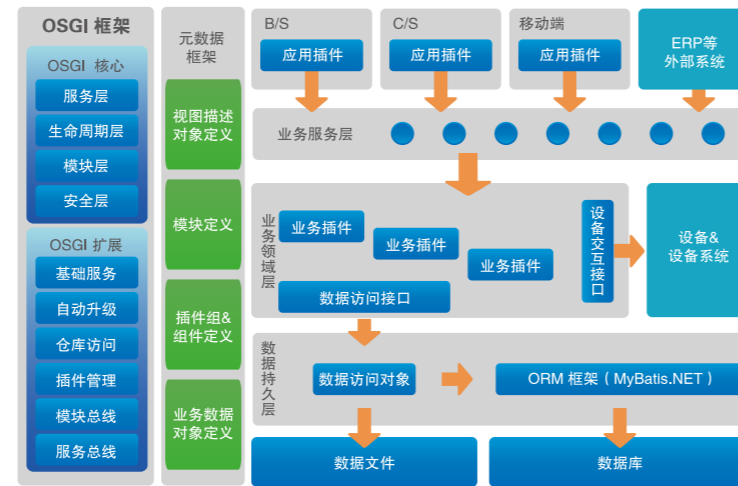 OSGI 框架
OSGI 核心
服务层
生命周期层
模块层
安全层
OSGI 扩展
基础服务
自动升级
仓库访问
插件管理
模块总线
服务总线
元数据
框架
视图描述
对象定义
模块定义
插件组&
组件定义
业务数据
对象定义
B/S
应用插件
C/S
应用插件
移动端
应用插件
ERP等
外部系统
业务服务层
业务领域层
业务插件
业务插件
业务插件
数据访问接口
设备交互接口
设备&
设备系统
数据持久层
数据访问对象
ORM 框架（MyBatis.NET）
数据文件
数据库